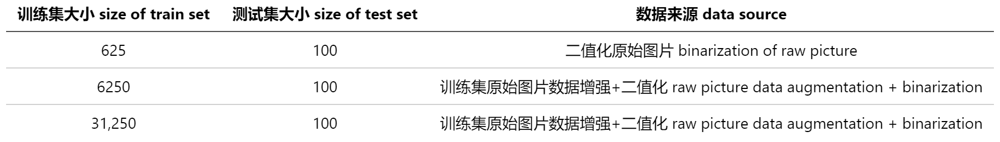 训练集大小 size of train set 测试集大小 size of test set 数据来源 data source
625 100 二值化原始图片 binarization of raw picture
6250 100 训练集原始图片数据增强+二值化 raw picture data augmentation + binarization
31,250 100 训练集原始图片数据增强+二值化 raw picture data augmentation + binarization